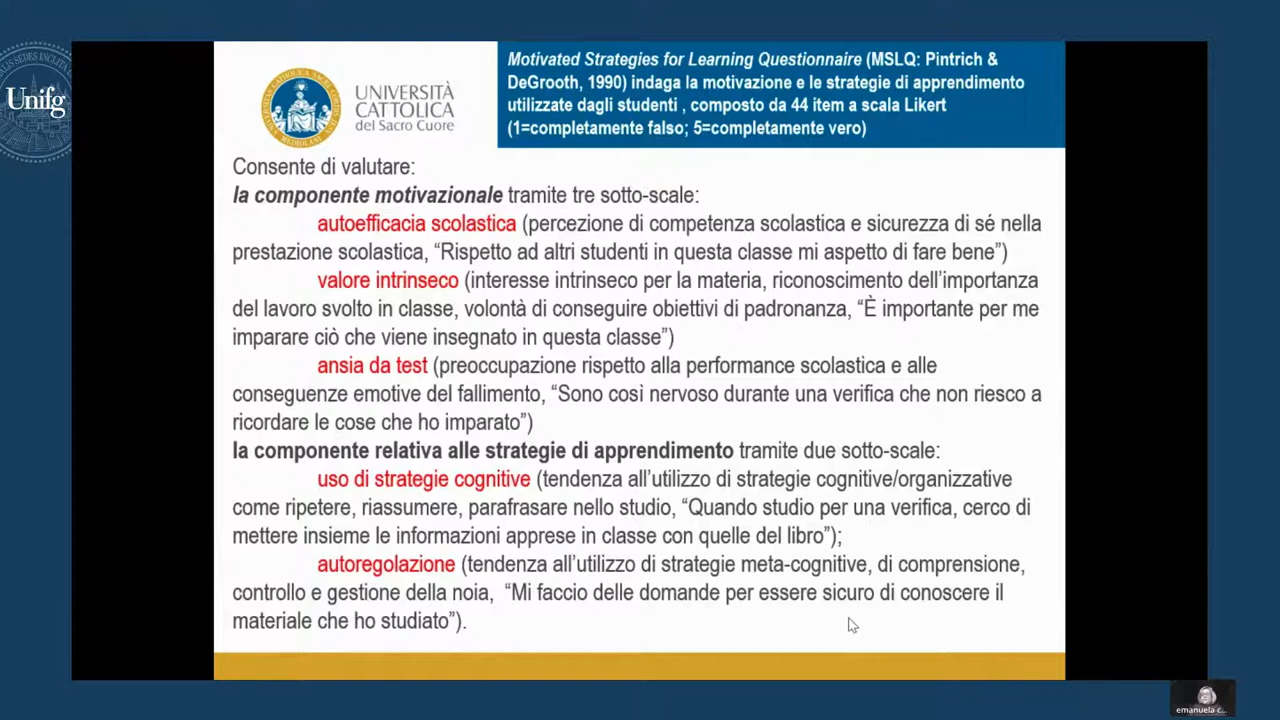 Unifg
UNIVERSITÀ
CATTOLICA
del Sacro Cuore
Motivated Strategies for Learning Questionnaire (MSLQ: Pintrich &
DeGrooth, 1990) indaga la motivazione e le strategie di apprendimento
utilizzate dagli studenti , composto da 44 item a scala Likert
(1=completamente falso; 5=completamente vero)
Consente di valutare:
la componente motivazionale tramite tre sotto-scale:
autoefficacia scolastica (percezione di competenza scolastica e sicurezza di sé nella
prestazione scolastica, “Rispetto ad altri studenti in questa classe mi aspetto di fare bene”)
valore intrinseco (interesse intrinseco per la materia, riconoscimento dell’importanza
del lavoro svolto in classe, volontà di conseguire obiettivi di padronanza, “È importante per me
imparare ciò che viene insegnato in questa classe”)
ansia da test (preoccupazione rispetto alla performance scolastica e alle
conseguenze emotive del fallimento, “Sono così nervoso durante una verifica che non riesco a
ricordare le cose che ho imparato”)
la componente relativa alle strategie di apprendimento tramite due sotto-scale:
uso di strategie cognitive (tendenza all’utilizzo di strategie cognitive/organizzative
come ripetere, riassumere, parafrasare nello studio, “Quando studio per una verifica, cerco di
mettere insieme le informazioni apprese in classe con quelle del libro”);
autoregolazione (tendenza all’utilizzo di strategie meta-cognitive, di comprensione,
controllo e gestione della noia, “Mi faccio delle domande per essere sicuro di conoscere il
materiale che ho studiato”).
emanuela c...